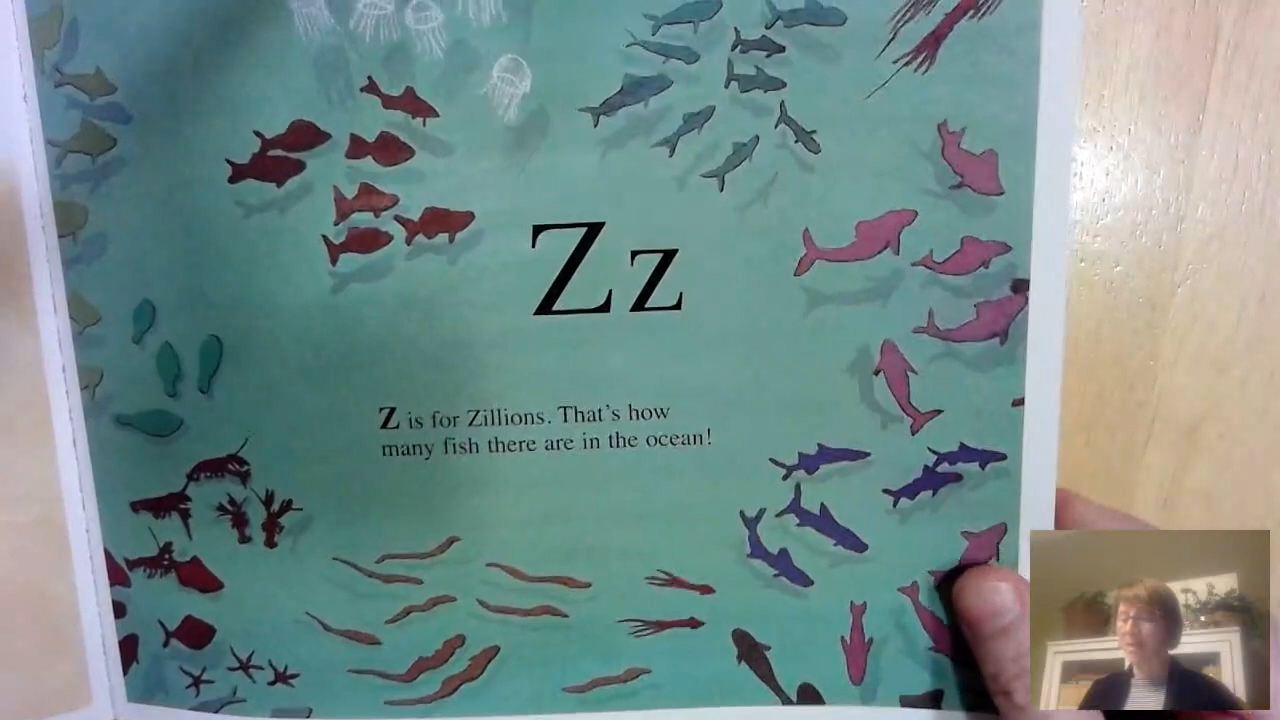 Zz
Z is for Zillions. That's how
many fish there are in the ocean!